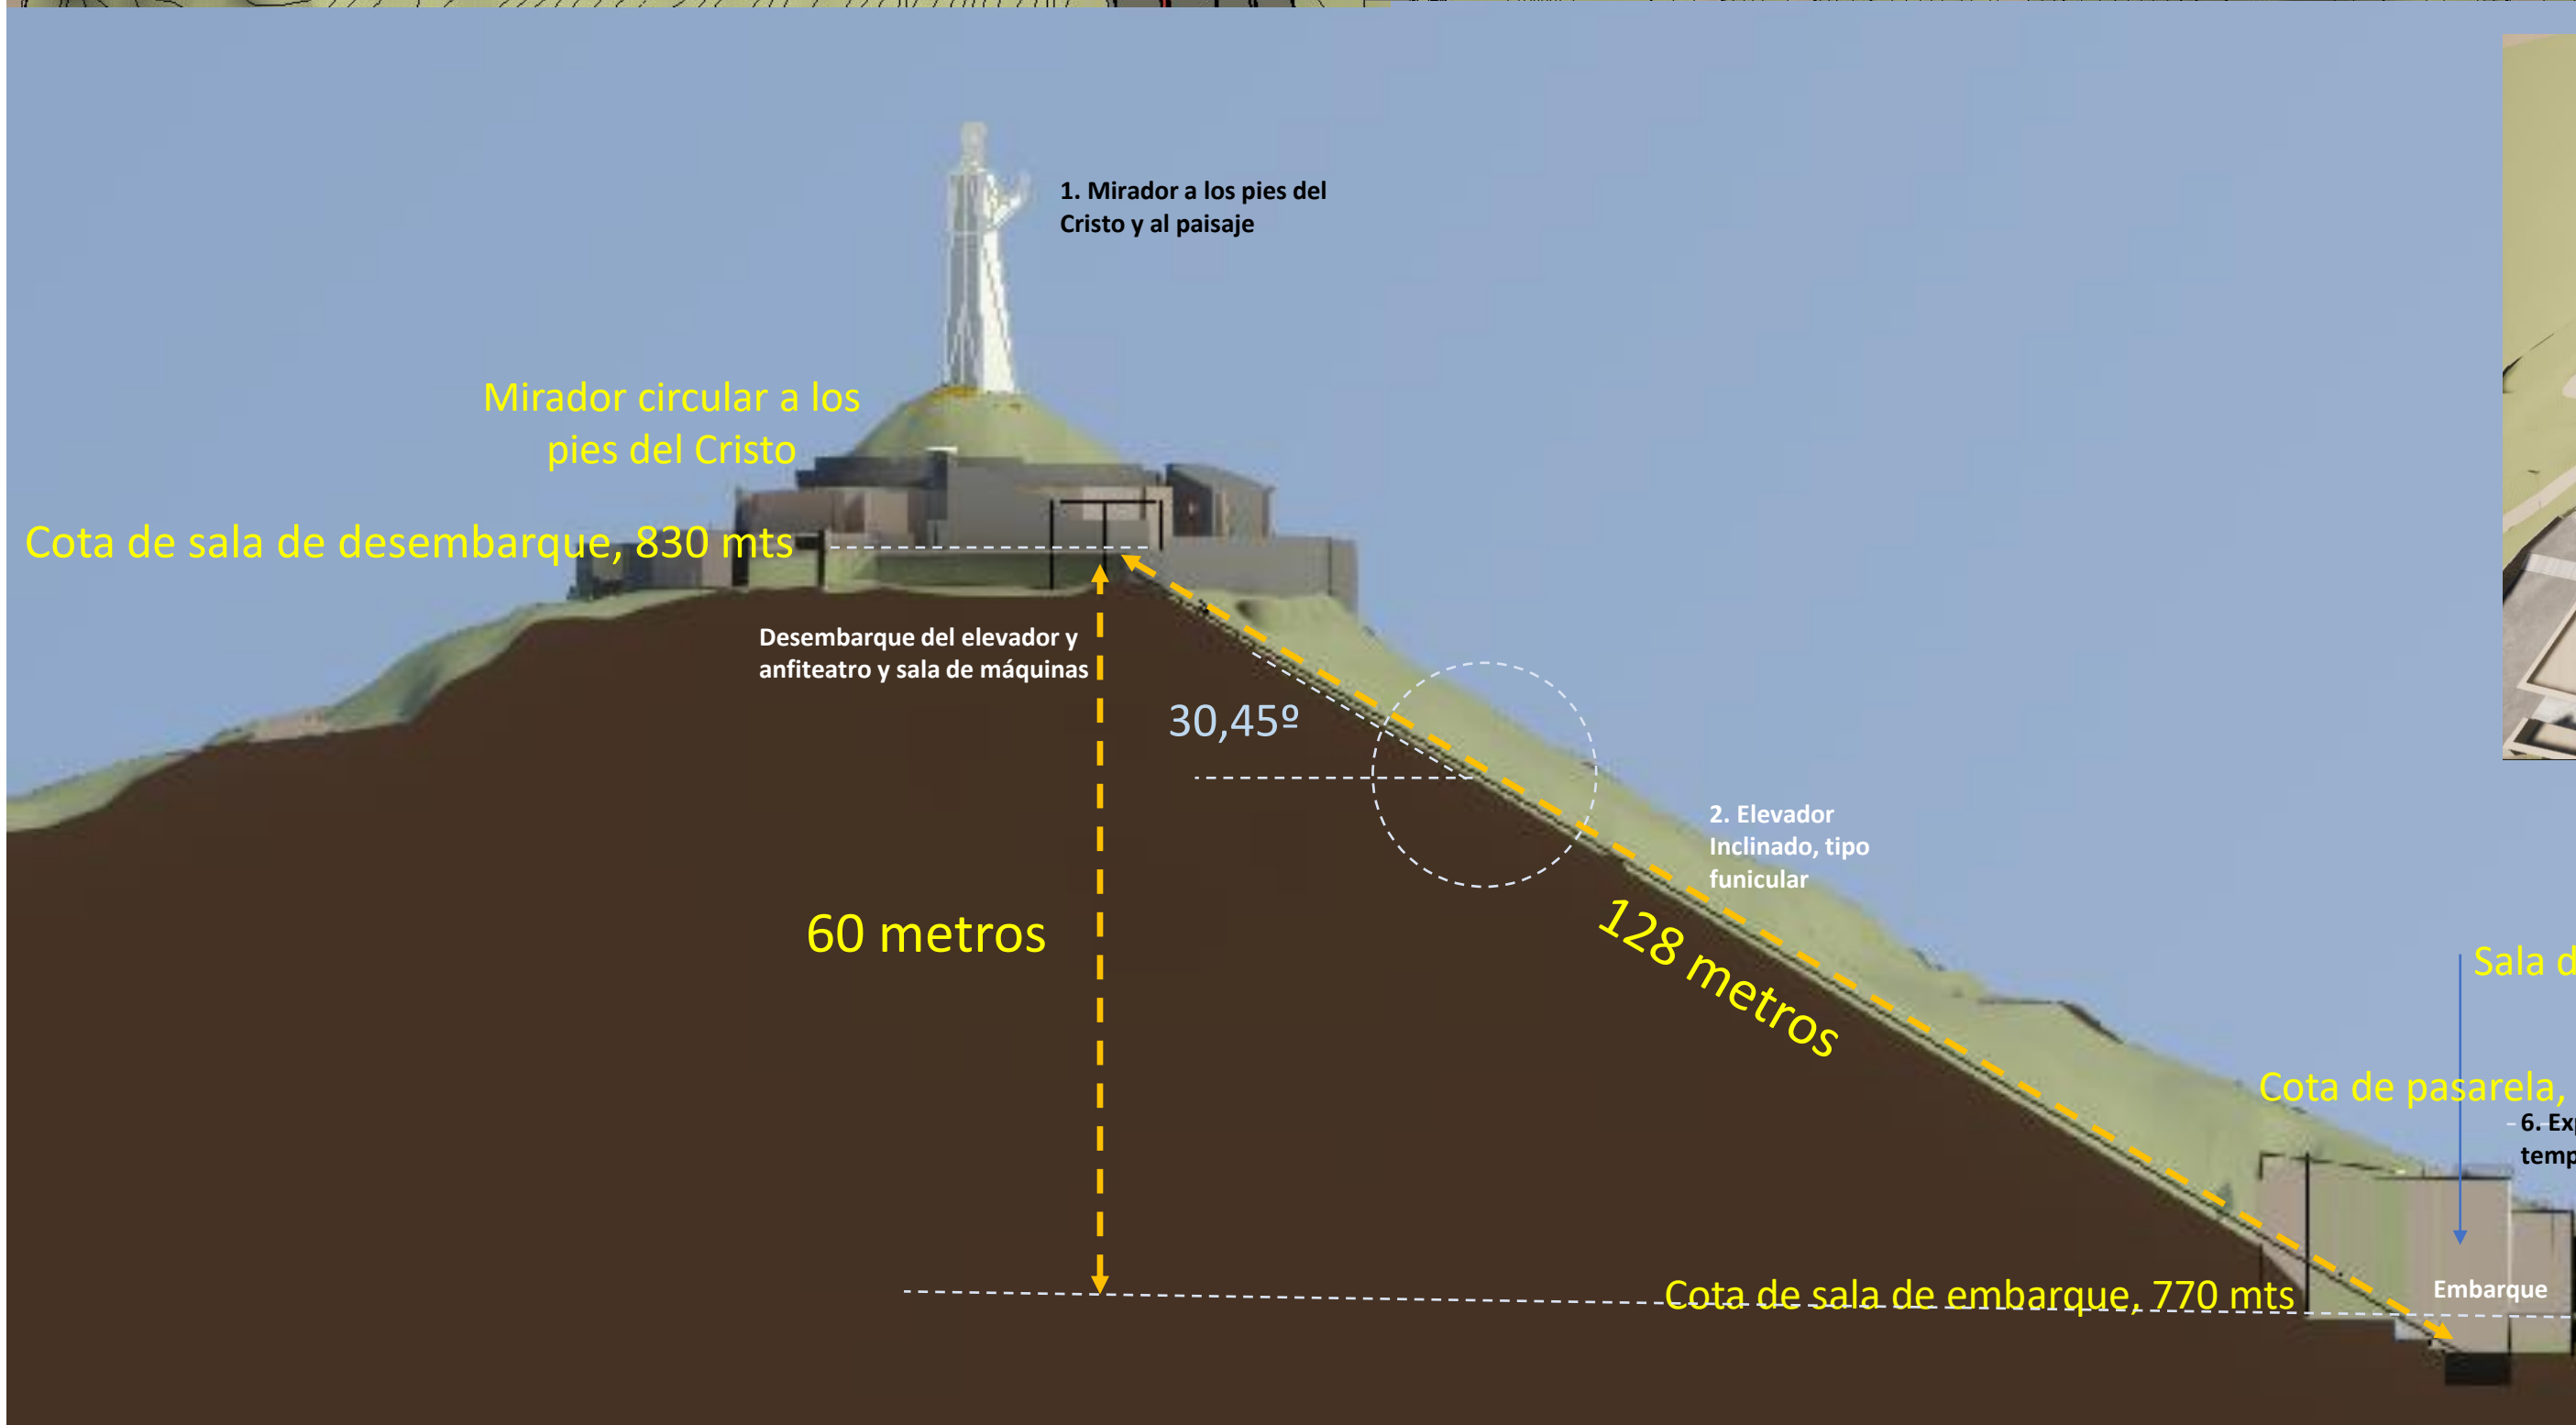 1. Mirador a los pies del
Cristo y al paisaje
Mirador circular a los
pies del Cristo
Cota de sala de desembarque, 830 mts
Desembarque del elevador y
anfiteatro y sala de máquinas
30,45º
2. Elevador
Inclinado, tipo
funicular
60 metros
128 metros
Sala
Cota de pasarela,
6.
Cota de sala de embarque, 770 mts
Embarque